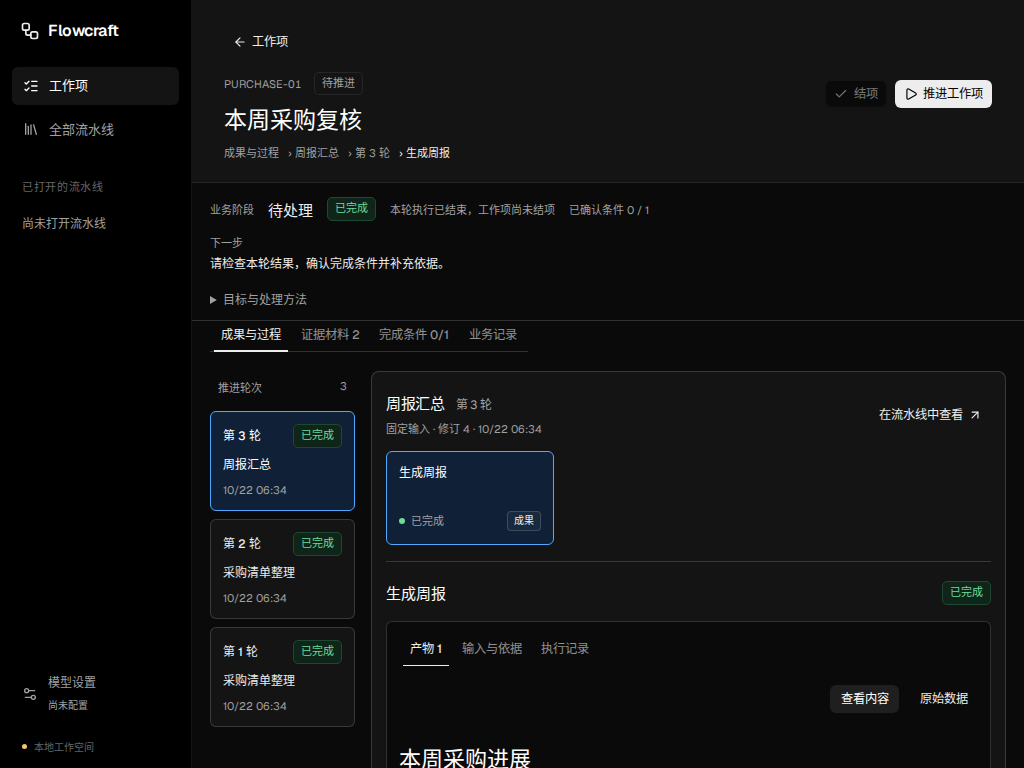 Flowcraft
工作项
全部流水线
已打开的流水线
尚未打开流水线
模型设置
尚未配置
本地工作空间
工作项
PURCHASE-01 待推进
本周采购复核
成果与过程 › 周报汇总 › 第 3 轮 › 生成周报
结项 推进工作项
业务阶段 待处理 已完成 本轮执行已结束，工作项尚未结项 已确认条件 0 / 1
下一步
请检查本轮结果，确认完成条件并补充依据。
目标与处理方法
成果与过程 证据材料 2 完成条件 0/1 业务记录
推进轮次 3
第 3 轮 已完成
周报汇总
10/22 06:34
第 2 轮 已完成
采购清单整理
10/22 06:34
第 1 轮 已完成
采购清单整理
10/22 06:34
周报汇总 第 3 轮
固定输入 · 修订 4 · 10/22 06:34
在流水线中查看
生成周报
已完成 成果
生成周报 已完成
产物 1 输入与依据 执行记录
查看内容 原始数据
本周采购进展